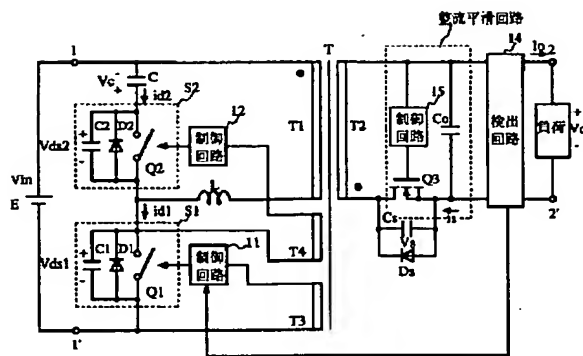 整流平滑回路
14
1
T
Io
2
Vc
-
+
C
id2
S2
15
C2
D2
12
制御
回路
T1
T2
制御
回路
Co
検出
回路
負荷
+
Vo
-
+
Vds2
-
Q2
L
Q3
Vin
E
id1
S1
2'
Cs
Vs
is
Ds
C1
D1
11
T4
+
Vds1
-
制御
回路
Q1
T3
1'